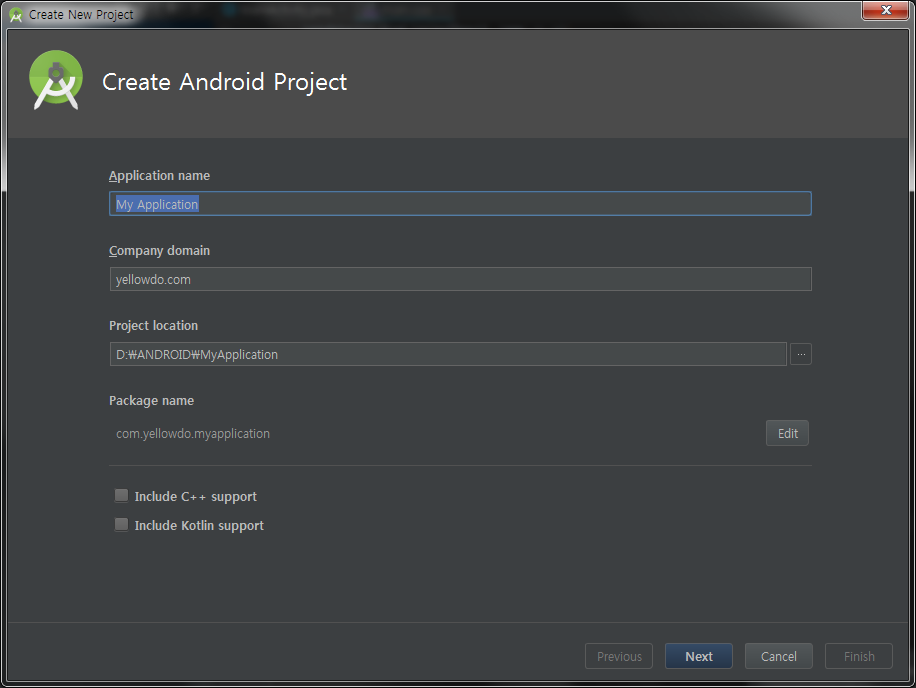 Create New Project
Create Android Project
Application name
My Application
Company domain
yellowdo.com
Project location
D:₩ANDROID₩MyApplication
...
Package name
com.yellowdo.myapplication
Edit
Include C++ support
Include Kotlin support
Previous
Next
Cancel
Finish